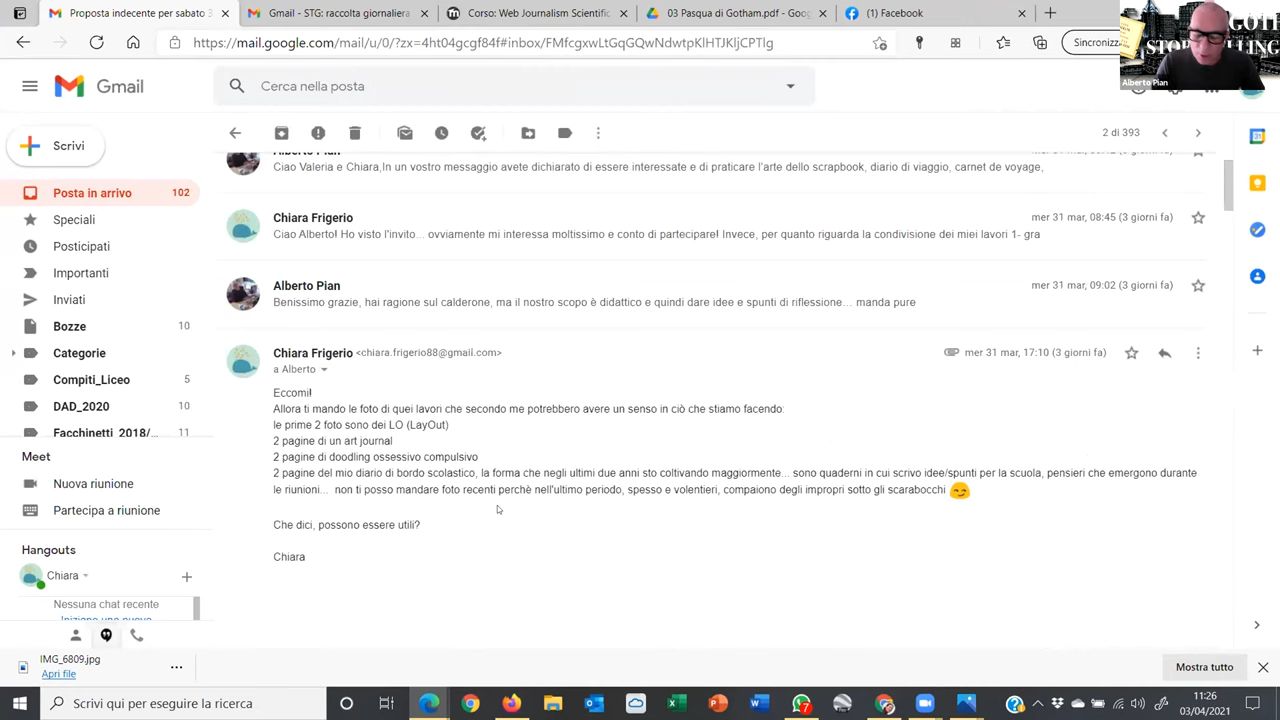 Proposta indecente per sabato 3
Gmail - STG: raccolta giornaliera
Corso: Web Journalism Scientific
03 Pasqua di Gotham.pdf - Goog
(1) Facebook
https://mail.google.com/mail/u/0/?zx=
Sincronizz
Alberto Pian
Gmail
Cerca nella posta
2 di 393
Scrivi
Posta in arrivo 102
Speciali
Posticipati
Importanti
Inviati
Bozze 10
Categorie
Compiti_Liceo 5
DAD_2020 10
Facchinetti_2018/ 11
Meet
Nuova riunione
Partecipa a riunione
Hangouts
Chiara
Nessuna chat recente
Alberto Pian
Ciao Valeria e Chiara,In un vostro messaggio avete dichiarato di essere interessate e di praticare l'arte dello scrapbook, diario di viaggio, carnet de voyage,
Chiara Frigerio mer 31 mar, 08:45 (3 giorni fa)
Ciao Alberto! Ho visto l'invito... ovviamente mi interessa moltissimo e conto di partecipare! Invece, per quanto riguarda la condivisione dei miei lavori 1- gra
Alberto Pian mer 31 mar, 09:02 (3 giorni fa)
Benissimo grazie, hai ragione sul calderone, ma il nostro scopo è didattico e quindi dare idee e spunti di riflessione... manda pure
Chiara Frigerio <chiara.frigerio88@gmail.com> mer 31 mar, 17:10 (3 giorni fa)
a Alberto
Eccomi!
Allora ti mando le foto di quei lavori che secondo me potrebbero avere un senso in ciò che stiamo facendo:
le prime 2 foto sono dei LO (LayOut)
2 pagine di un art journal
2 pagine di doodling ossessivo compulsivo
2 pagine del mio diario di bordo scolastico, la forma che negli ultimi due anni sto coltivando maggiormente... sono quaderni in cui scrivo idee/spunti per la scuola, pensieri che emergono durante
le riunioni... non ti posso mandare foto recenti perchè nell'ultimo periodo, spesso e volentieri, compaiono degli impropri sotto gli scarabocchi
Che dici, possono essere utili?
Chiara
IMG_6809.jpg
Apri file
Mostra tutto
Scrivi qui per eseguire la ricerca
7
11:26
03/04/2021